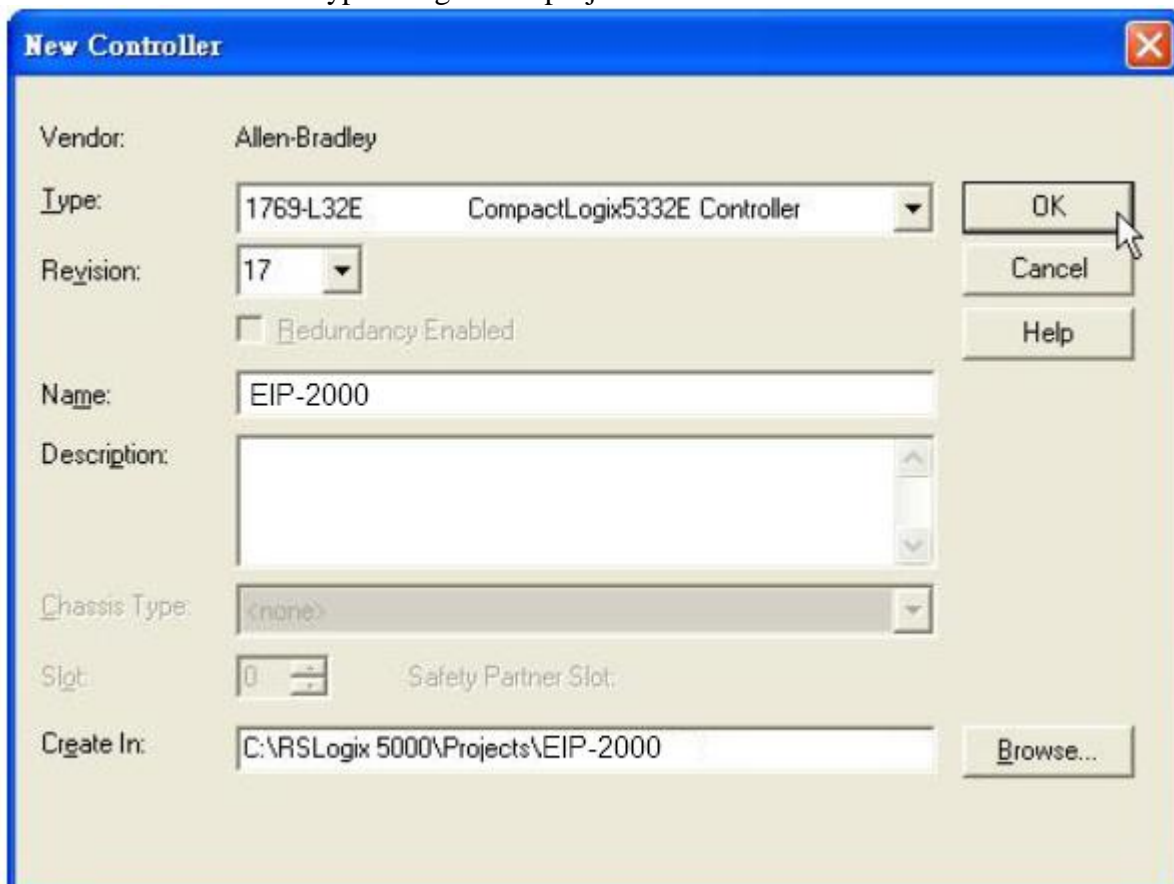 New Controller
Vendor: Allen-Bradley
Type: 1769-L32E CompactLogix5332E Controller OK
Revision: 17 Cancel
Redundancy Enabled Help
Name: EIP-2000
Description:
Chassis Type: <none>
Slot: 0 Safety Partner Slot:
Create In: C:\RSLogix 5000\Projects\EIP-2000 Browse...